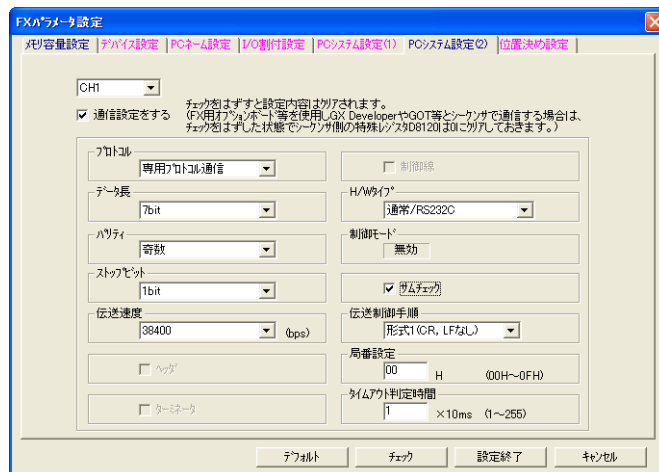 FXパラメータ設定
メモリ容量設定 デバイス設定 PCネーム設定 I/O割付設定 PCシステム設定(1) PCシステム設定(2) 位置決め設定
CH1
通信設定をする
チェックをはずすと設定内容はクリアされます。
(FX用オプションボード等を使用しGX DeveloperやGOT等とシーケンサで通信する場合は、
チェックをはずした状態でシーケンサ側の特殊レジスタD8120は0にクリアしておきます。)
プロトコル
専用プロトコル通信
データ長
7bit
パリティ
奇数
ストップビット
1bit
伝送速度
38400 (bps)
ヘッダ
ターミネータ
制御線
H/Wタイプ
通常/RS232C
制御モード
無効
サムチェック
伝送制御手順
形式1(CR, LFなし)
局番設定
00 H (00H～0FH)
タイムアウト判定時間
1 ×10ms (1～255)
デフォルト チェック 設定終了 キャンセル